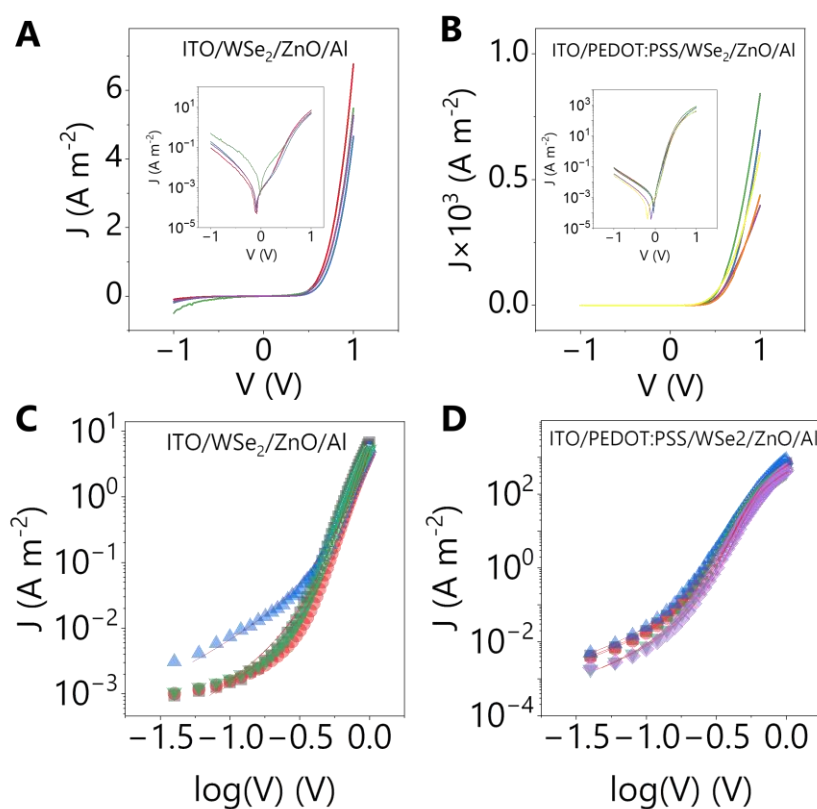 A
ITO/WSe₂/ZnO/Al
J (A m⁻²)
6
4
2
0
−1
0
1
V (V)
J (A m⁻²)
10¹
10⁻¹
10⁻³
10⁻⁵
−1
0
1
V (V)
B
ITO/PEDOT:PSS/WSe₂/ZnO/Al
J×10³ (A m⁻²)
1.0
0.5
0.0
−1
0
1
V (V)
J (A m⁻²)
10³
10¹
10⁻¹
10⁻³
10⁻⁵
−1
0
1
V (V)
C
ITO/WSe₂/ZnO/Al
J (A m⁻²)
10¹
10⁰
10⁻¹
10⁻²
10⁻³
−1.5
−1.0
−0.5
0.0
log(V) (V)
D
ITO/PEDOT:PSS/WSe2/ZnO/Al
J (A m⁻²)
10²
10⁰
10⁻²
10⁻⁴
−1.5
−1.0
−0.5
0.0
log(V) (V)